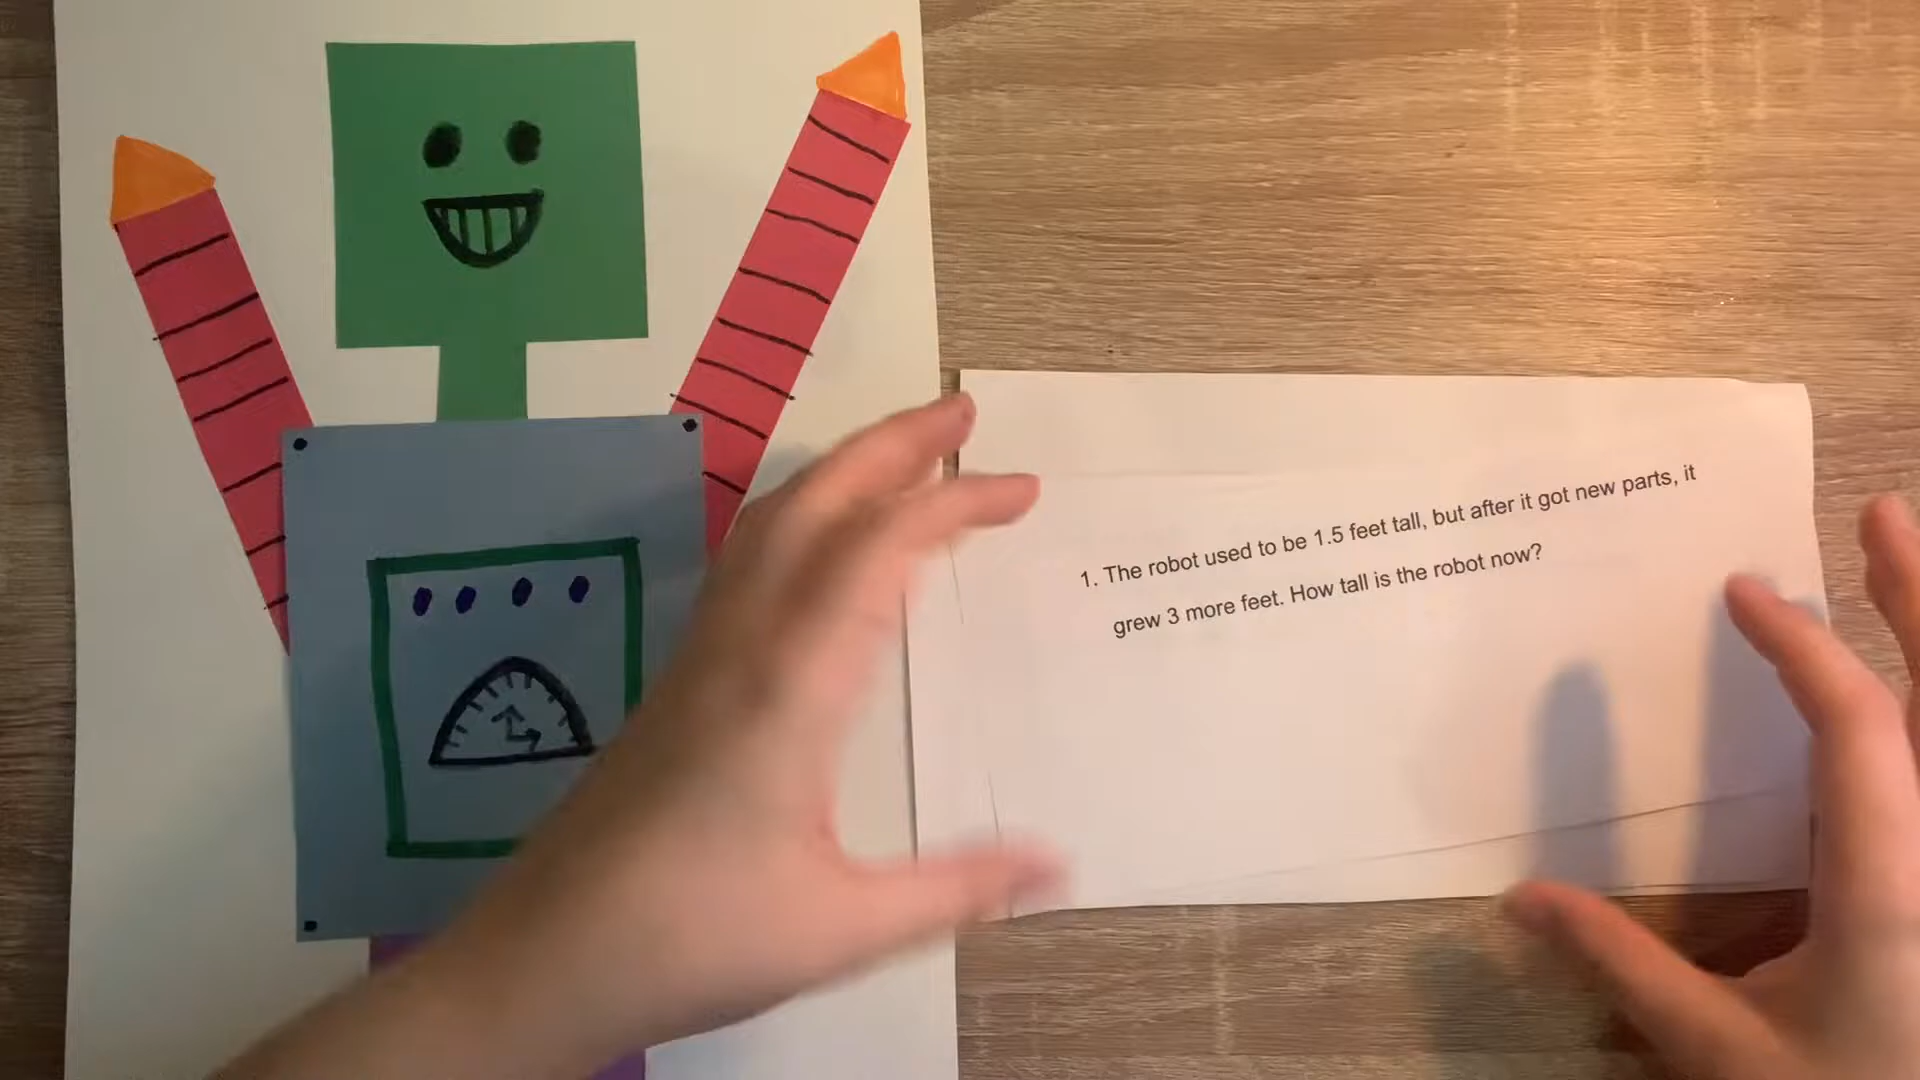 1. The robot used to be 1.5 feet tall, but after it got new parts, it
grew 3 more feet. How tall is the robot now?